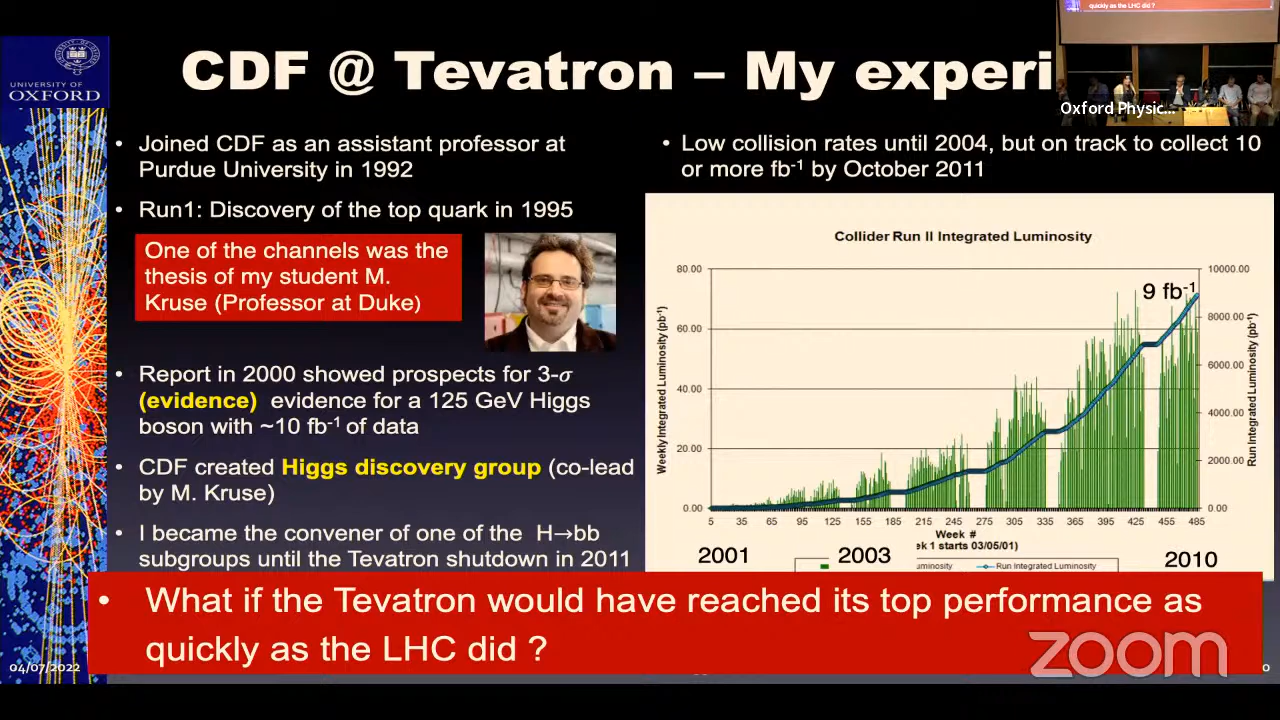 quickly as the LHC did ?
UNIVERSITY OF
OXFORD
CDF @ Tevatron – My experi
Oxford Physic...
• Joined CDF as an assistant professor at
Purdue University in 1992
• Run1: Discovery of the top quark in 1995
One of the channels was the
thesis of my student M.
Kruse (Professor at Duke)
• Report in 2000 showed prospects for 3-σ
(evidence) evidence for a 125 GeV Higgs
boson with ~10 fb-1 of data
• CDF created Higgs discovery group (co-lead
by M. Kruse)
• I became the convener of one of the H→bb
subgroups until the Tevatron shutdown in 2011
• Low collision rates until 2004, but on track to collect 10
or more fb-1 by October 2011
Collider Run II Integrated Luminosity
80.00
60.00
40.00
20.00
0.00
Weekly Integrated Luminosity (pb-1)
10000.00
8000.00
6000.00
4000.00
2000.00
0.00
Run Integrated Luminosity (pb-1)
9 fb-1
5 35 65 95 125 155 185 215 245 275 305 335 365 395 425 455 485
Week #
ek 1 starts 03/05/01)
2001 2003 2010
uminosity Run Integrated Luminosity
• What if the Tevatron would have reached its top performance as
quickly as the LHC did ?
04/07/2022
zoom